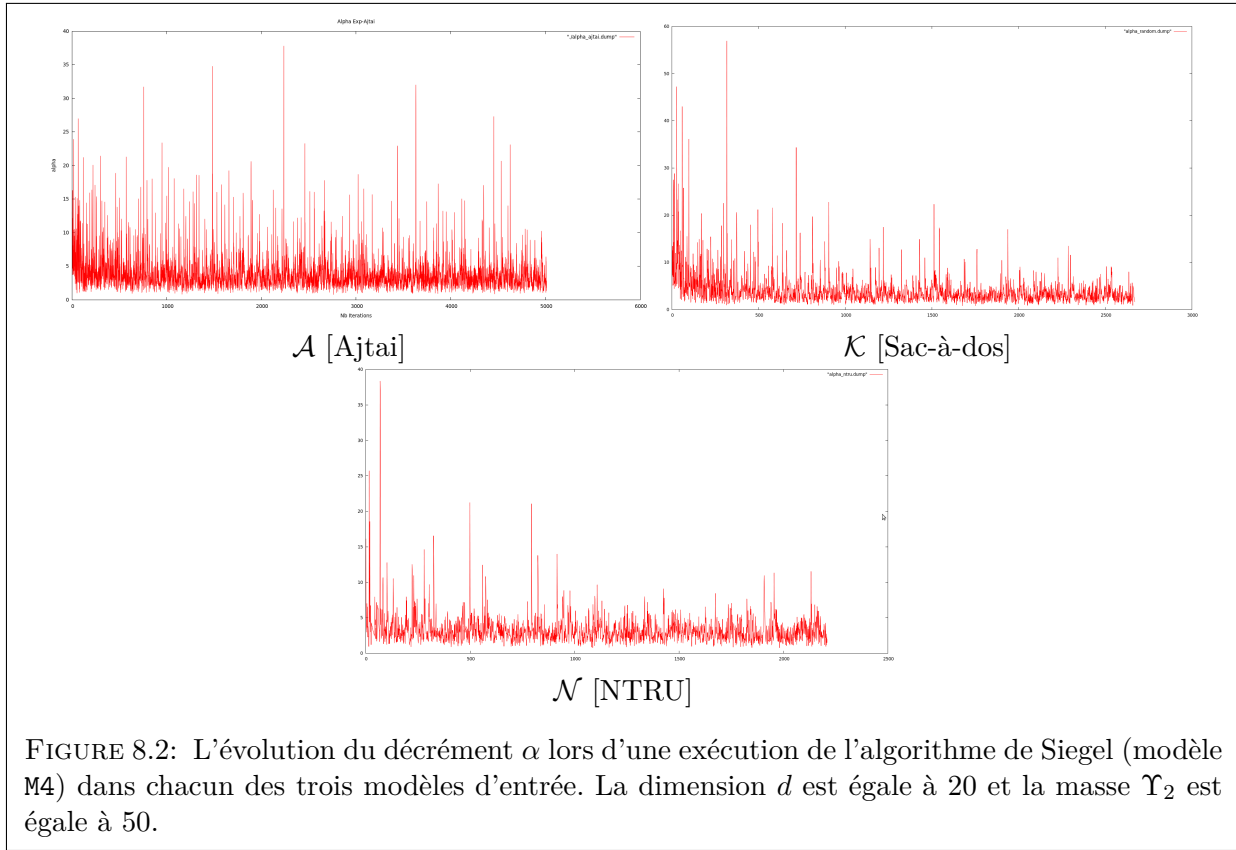 Alpha Exp-Ajtai
"./alpha_ajtai.dump"
40
35
30
25
20
15
10
5
0
alpha
0 1000 2000 3000 4000 5000 6000
Nb Iterations
𝒜 [Ajtai]
"alpha_random.dump"
60
50
40
30
20
10
0
0 500 1000 1500 2000 2500 3000
𝒦 [Sac-à-dos]
"alpha_ntru.dump"
40
35
30
25
20
15
10
5
0
0 500 1000 1500 2000 2500
𝒩 [NTRU]
FIGURE 8.2: L'évolution du décrément α lors d'une exécution de l'algorithme de Siegel (modèle
M4) dans chacun des trois modèles d'entrée. La dimension d est égale à 20 et la masse ϒ₂ est
égale à 50.